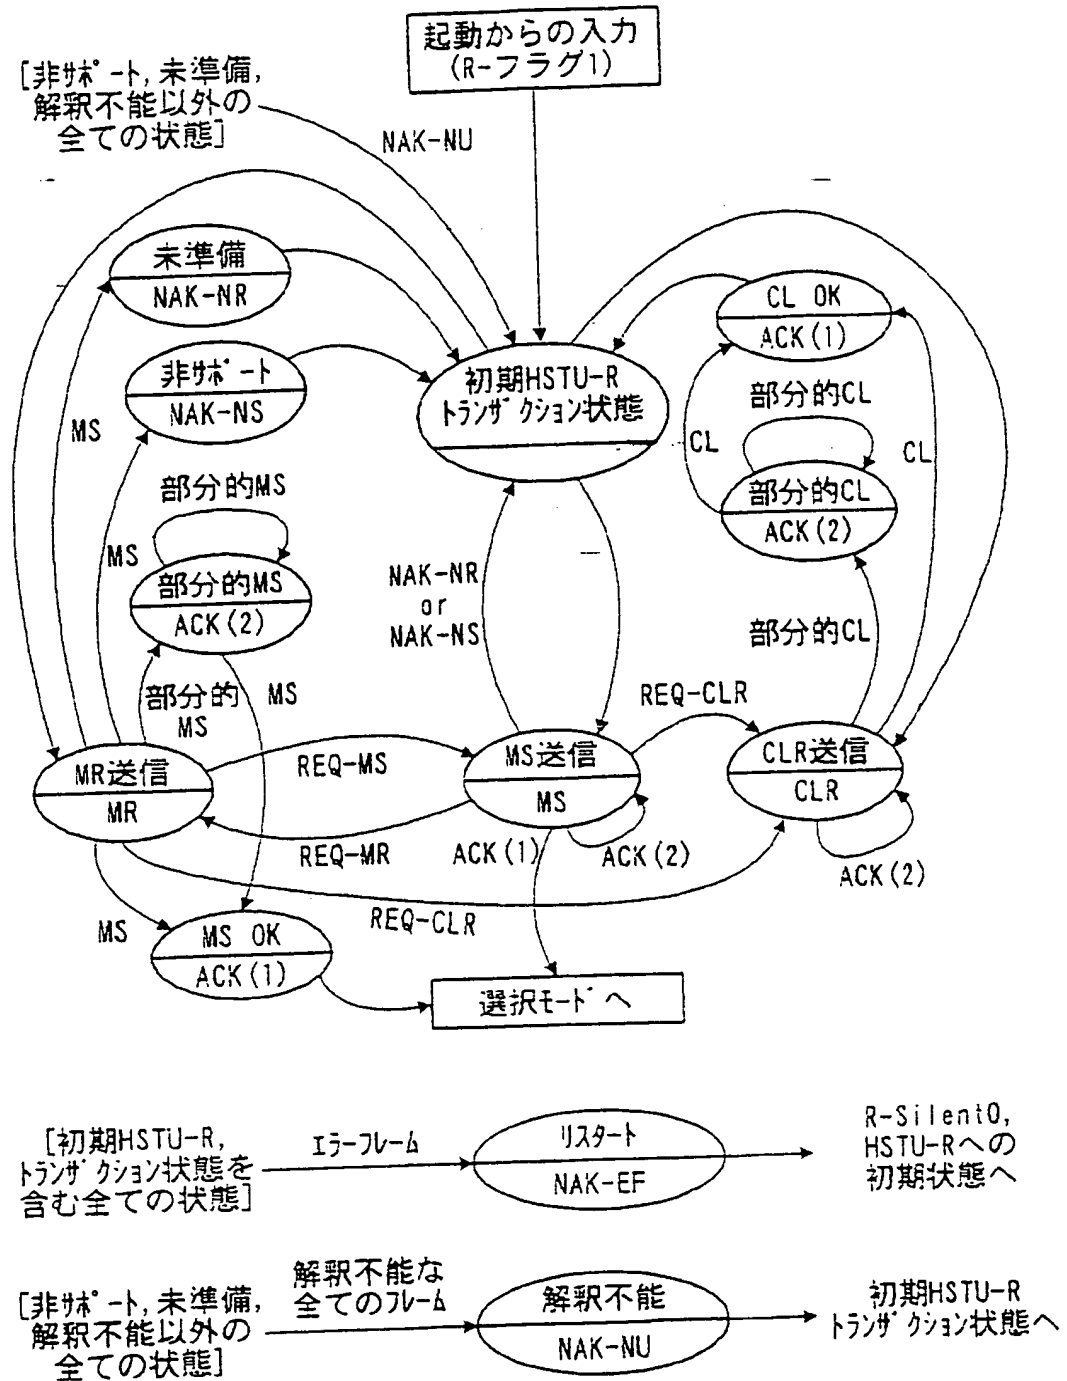 起動からの入力
(R-フラグ1)
[非サポート, 未準備,
解釈不能以外の
全ての状態]
NAK-NU
未準備
NAK-NR
CL OK
ACK(1)
非サポート
NAK-NS
初期HSTU-R
トランザクション状態
部分的CL
MS
CL
CL
部分的MS
部分的CL
ACK(2)
MS
部分的MS
ACK(2)
NAK-NR
or
NAK-NS
部分的CL
部分的
MS
MS
REQ-CLR
MR送信
MR
REQ-MS
MS送信
MS
CLR送信
CLR
REQ-MR
ACK(1)
ACK(2)
ACK(2)
REQ-CLR
MS
MS OK
ACK(1)
選択モードへ
[初期HSTU-R,
トランザクション状態を
含む全ての状態]
エラーフレーム
リスタート
NAK-EF
R-Silent0,
HSTU-Rへの
初期状態へ
[非サポート, 未準備,
解釈不能以外の
全ての状態]
解釈不能な
全てのフレーム
解釈不能
NAK-NU
初期HSTU-R
トランザクション状態へ